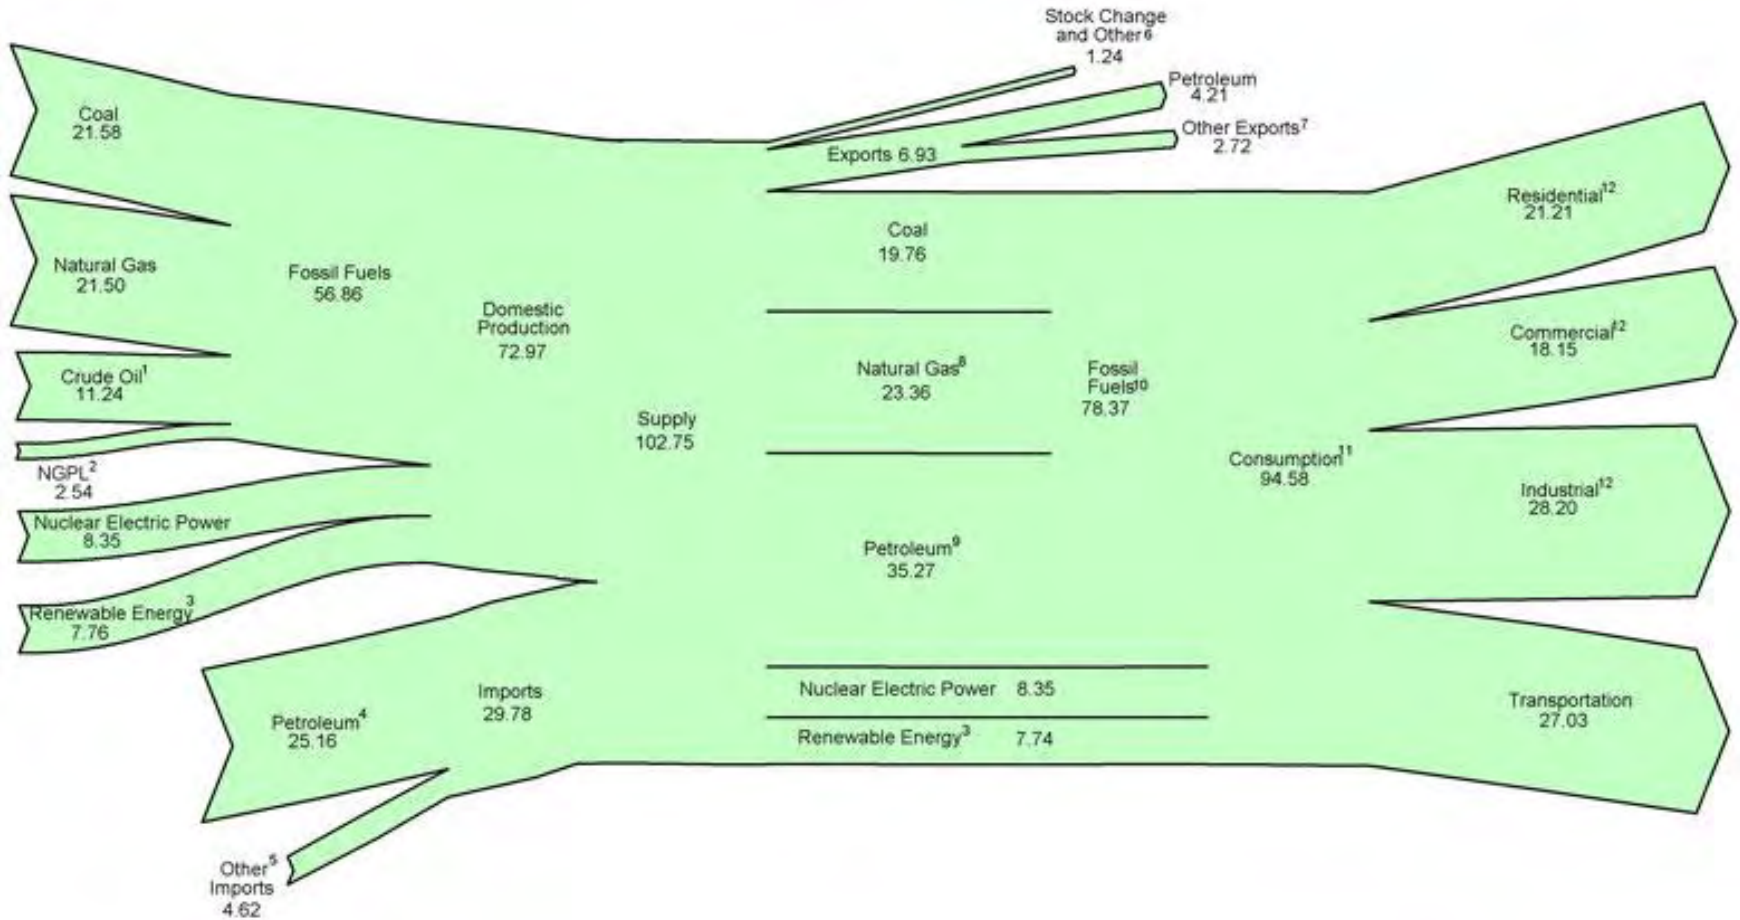 Stock Change
and Other6
1.24
Petroleum
4.21
Other Exports7
2.72
Exports 6.93
Coal
21.58
Natural Gas
21.50
Crude Oil1
11.24
NGPL2
2.54
Nuclear Electric Power
8.35
Renewable Energy3
7.76
Fossil Fuels
56.86
Domestic
Production
72.97
Petroleum4
25.16
Imports
29.78
Other5
Imports
4.62
Supply
102.75
Coal
19.76
Natural Gas8
23.36
Petroleum9
35.27
Nuclear Electric Power 8.35
Renewable Energy3 7.74
Fossil
Fuels10
78.37
Consumption11
94.58
Residential12
21.21
Commercial12
18.15
Industrial12
28.20
Transportation
27.03